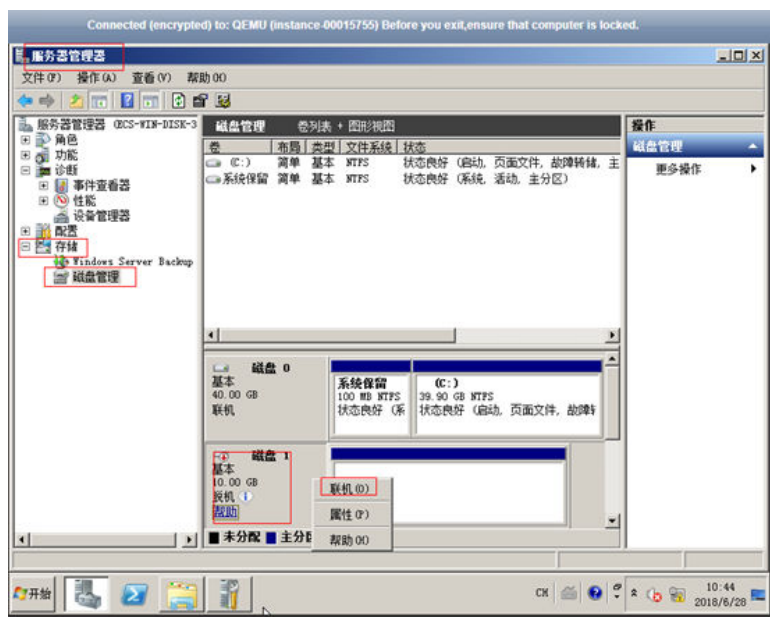 Connected (encrypted) to: QEMU (instance-00015755) Before you exit,ensure that computer is locked.
服务器管理器
文件(F) 操作(A) 查看(V) 帮助(H)
服务器管理器 (ECS-WIN-DISK-3
角色
功能
诊断
事件查看器
性能
设备管理器
配置
存储
Windows Server Backup
磁盘管理
磁盘管理 卷列表 + 图形视图
卷 布局 类型 文件系统 状态
(C:) 简单 基本 NTFS 状态良好 (启动, 页面文件, 故障转储, 主
系统保留 简单 基本 NTFS 状态良好 (系统, 活动, 主分区)
磁盘 0
基本
40.00 GB
联机
系统保留
100 MB NTFS
状态良好 (系
(C:)
39.90 GB NTFS
状态良好 (启动, 页面文件, 故障转
磁盘 1
基本
10.00 GB
脱机
帮助
联机(O)
属性(P)
帮助(H)
未分配 主分区
操作
磁盘管理
更多操作
开始
CH
10:44
2018/6/28